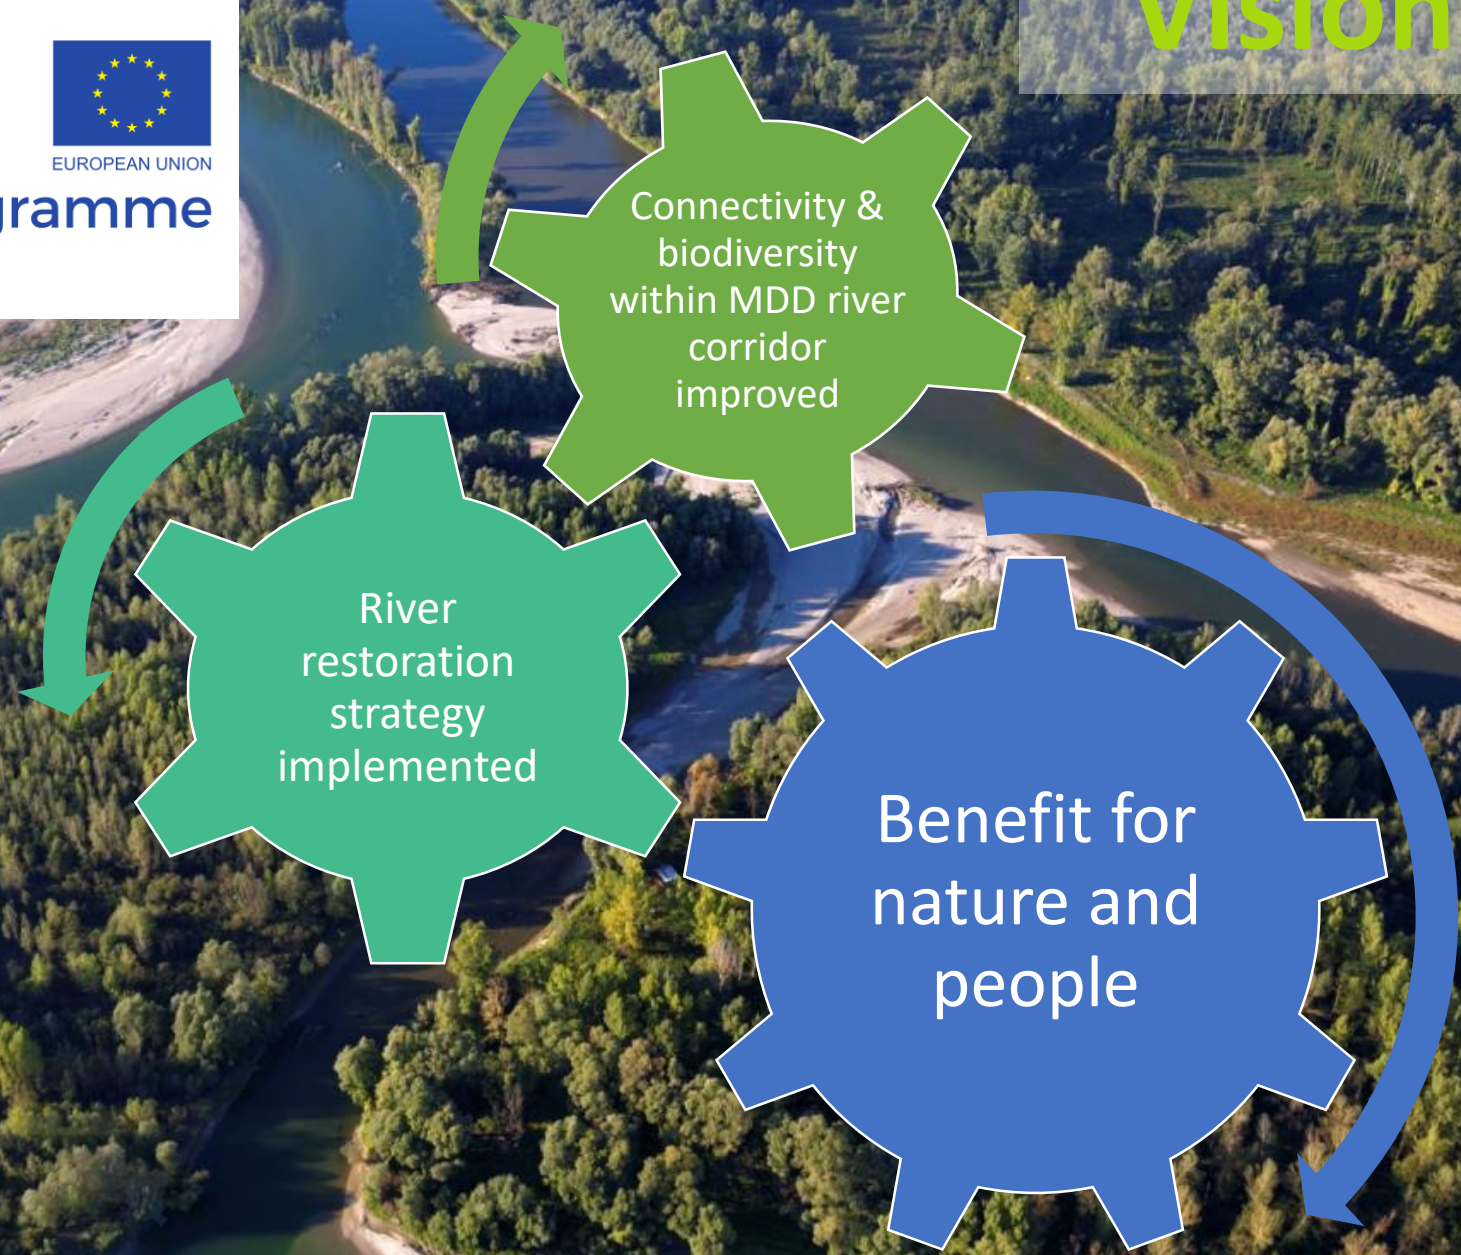 Vision
EUROPEAN UNION
gramme
Connectivity &
biodiversity
within MDD river
corridor
improved
River
restoration
strategy
implemented
Benefit for
nature and
people